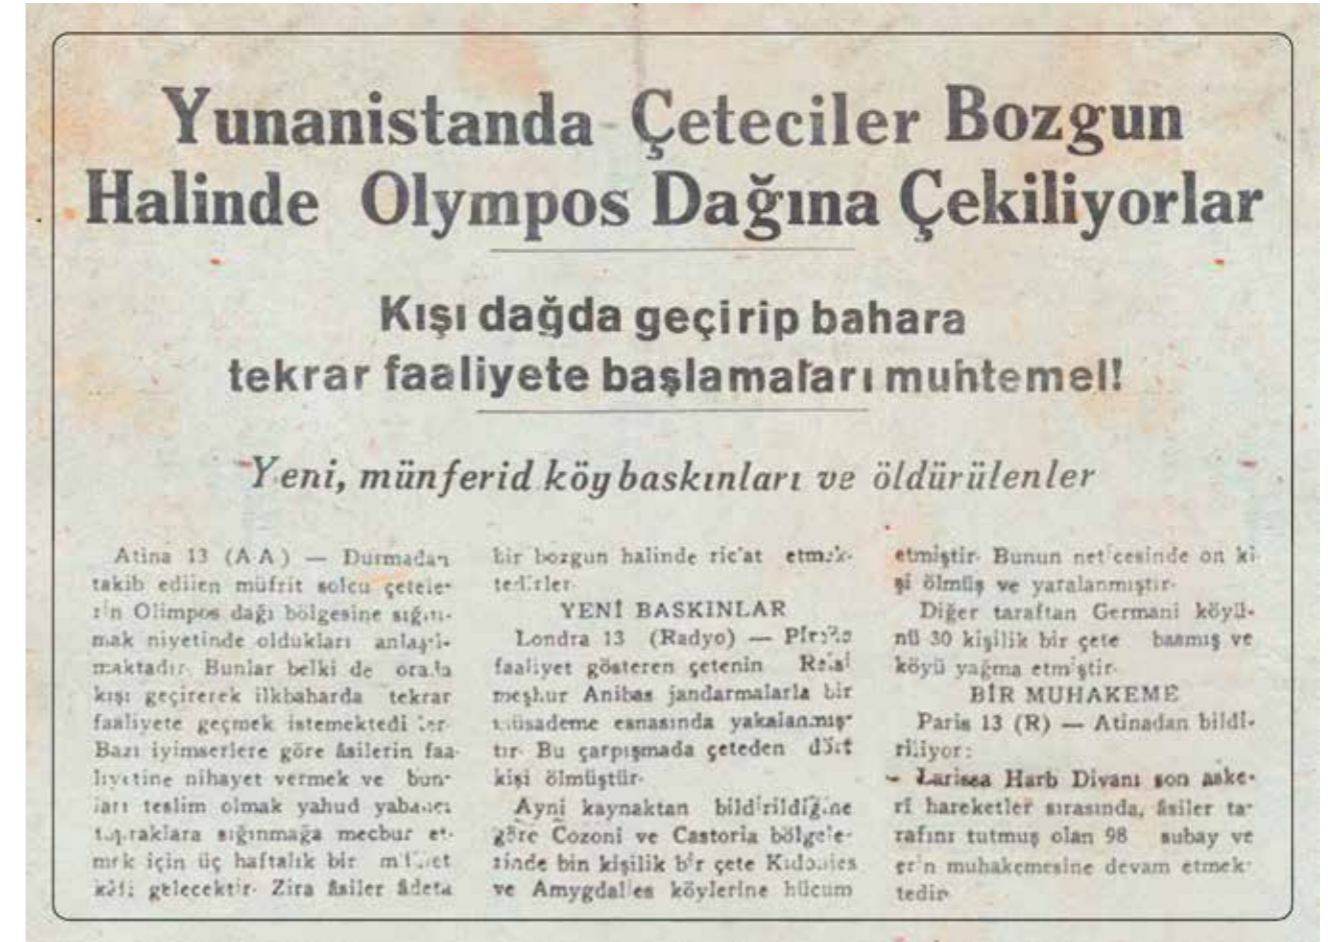 Yunanistanda Çeteciler Bozgun
Halinde Olympos Dağına Çekiliyorlar
Kışı dağda geçirip bahara
tekrar faaliyete başlamaları muhtemel!
Yeni, münferid köy baskınları ve öldürülenler
Atina 13 (A.A.) — Durmadan
takib edilen müfrit solcu çetele-
rin Olimpos dağı bölgesine sığın-
mak niyetinde oldukları anlaşıl-
maktadır. Bunlar belki de orada
kışı geçirerek ilkbaharda tekrar
faaliyete geçmek istemektedirler.
Bazı iyimserlere göre âsilerin faa-
liyetine nihayet vermek ve bun-
ları teslim olmak yahud yabancı
topraklara sığınmağa mecbur et-
mek için üç haftalık bir mühlet
kâfi gelecektir. Zira âsiler âdeta
bir bozgun halinde ric'at etmek-
tedirler.
YENİ BASKINLAR
Londra 13 (Radyo) —
faaliyet gösteren çetenin Reisi
meşhur Anibas jandarmalarla bir
müsademe esnasında yakalanmış-
tır. Bu çarpışmada çeteden dört
kişi ölmüştür.
Ayni kaynaktan bildirildiğine
göre Cozoni ve Castoria bölgele-
rinde bin kişilik bir çete Kidonies
ve Amygdalies köylerine hücum
etmiştir. Bunun neticesinde on ki-
şi ölmüş ve yaralanmıştır.
Diğer taraftan Germani köyü-
nü 30 kişilik bir çete basmış ve
köyü yağma etmiştir.
BİR MUHAKEME
Paris 13 (R) — Atinadan bildi-
riliyor:
- Larissa Harb Divanı son aske-
rî hareketler sırasında, âsiler ta-
rafını tutmuş olan 98 subay ve
erin muhakemesine devam etmek-
tedir.